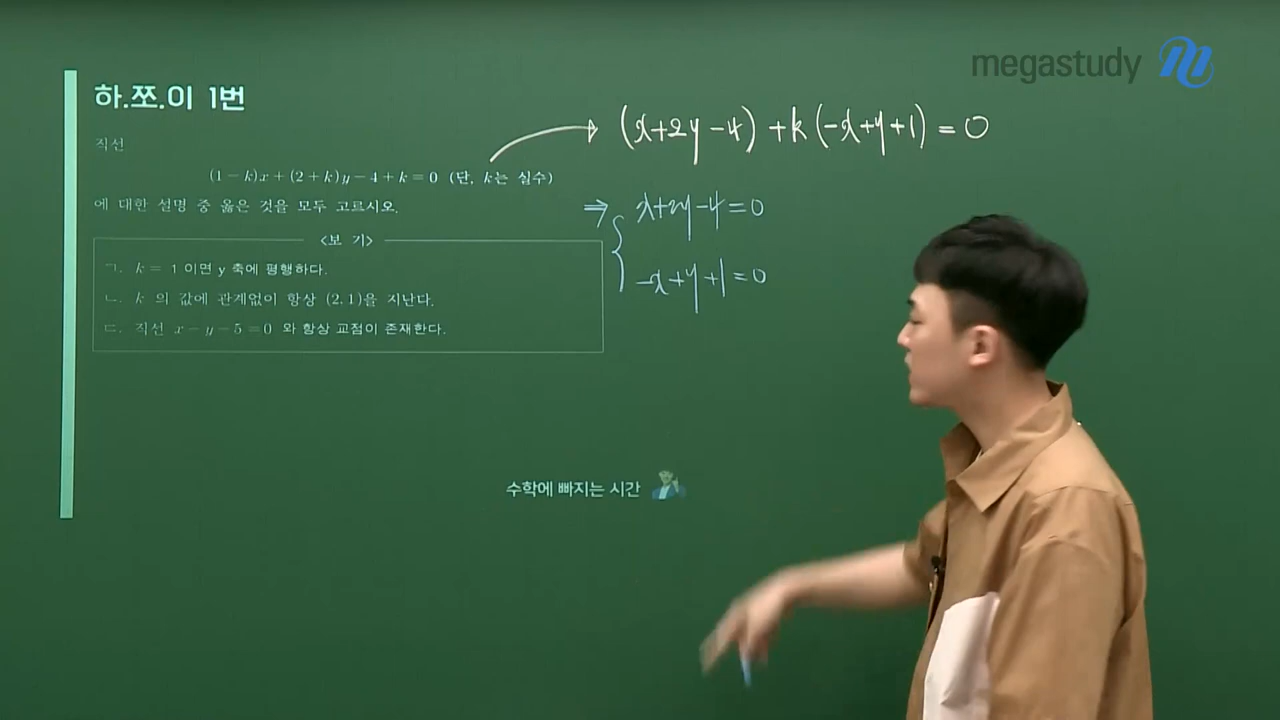 megastudy
하.쪼.이 1번
직선
(1-k)x+(2+k)y-4+k=0 (단, k는 실수)
에 대한 설명 중 옳은 것을 모두 고르시오.
<보 기>
ㄱ. k= 1 이면 y 축에 평행하다.
ㄴ. k 의 값에 관계없이 항상 (2, 1)을 지난다.
ㄷ. 직선 x-y-5=0 와 항상 교점이 존재한다.
수학에 빠지는 시간
(x+2y-4)+k(-x+y+1)=0
⇒ x+2y-4=0
-x+y+1=0